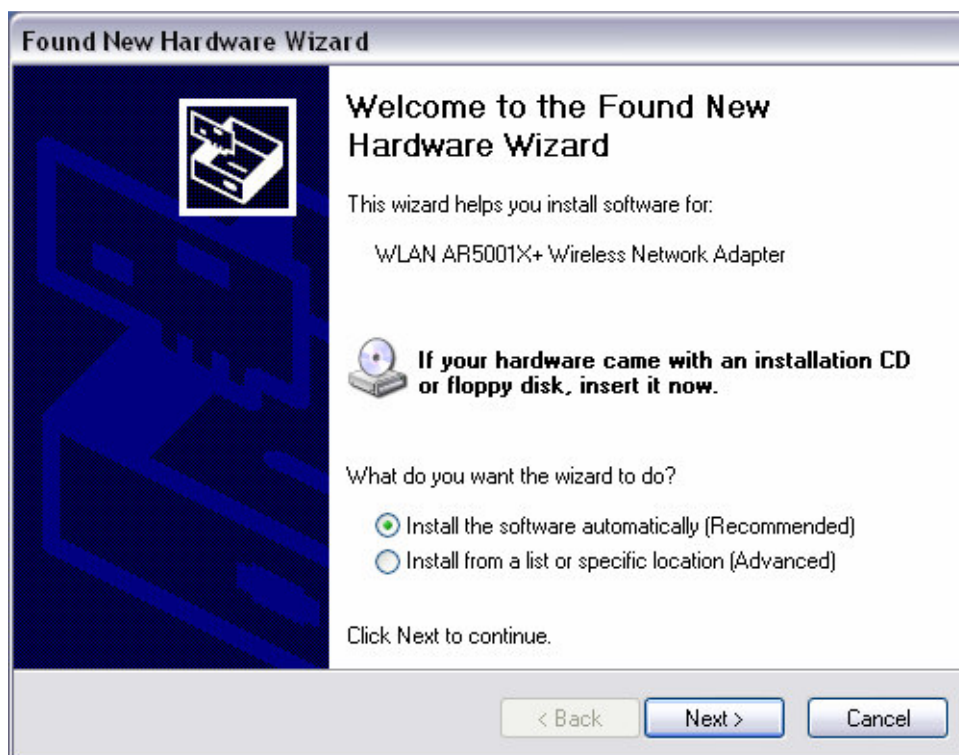 Found New Hardware Wizard
Welcome to the Found New
Hardware Wizard
This wizard helps you install software for:
WLAN AR5001X+ Wireless Network Adapter
If your hardware came with an installation CD
or floppy disk, insert it now.
What do you want the wizard to do?
Install the software automatically (Recommended)
Install from a list or specific location (Advanced)
Click Next to continue.
< Back Next > Cancel